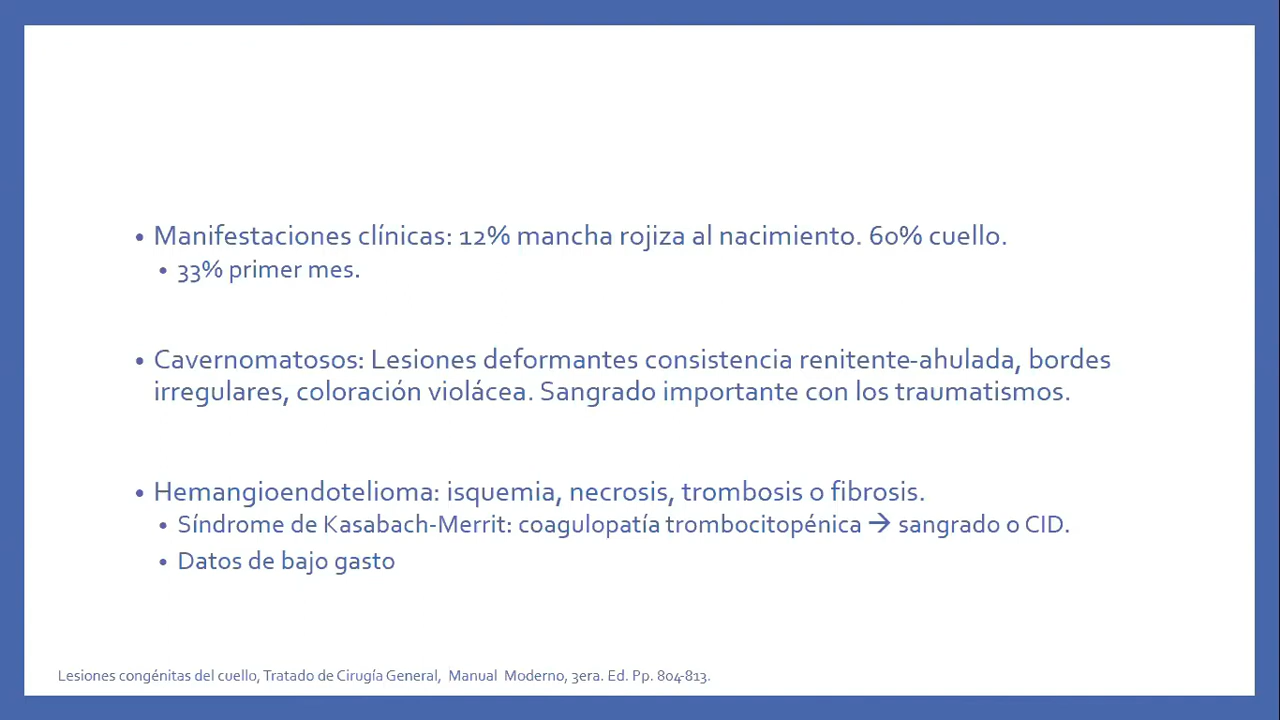 • Manifestaciones clínicas: 12% mancha rojiza al nacimiento. 60% cuello.
• 33% primer mes.
• Cavernomatosos: Lesiones deformantes consistencia renitente-ahulada, bordes
irregulares, coloración violácea. Sangrado importante con los traumatismos.
• Hemangioendotelioma: isquemia, necrosis, trombosis o fibrosis.
• Síndrome de Kasabach-Merrit: coagulopatía trombocitopénica → sangrado o CID.
• Datos de bajo gasto
Lesiones congénitas del cuello, Tratado de Cirugía General, Manual Moderno, 3era. Ed. Pp. 804-813.